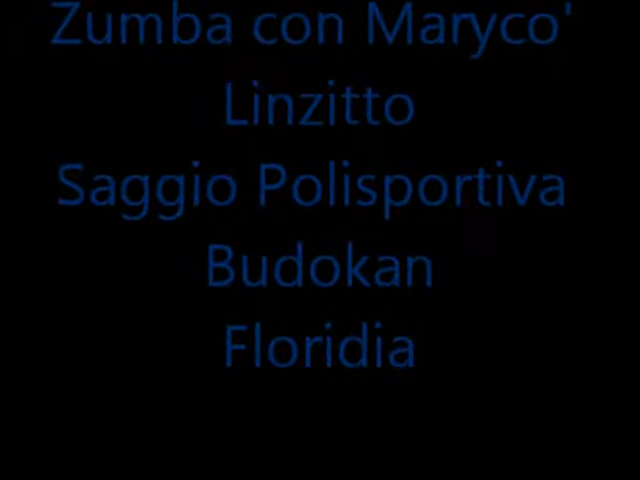 Zumba con Maryco'
Linzitto
Saggio Polisportiva
Budokan
Floridia